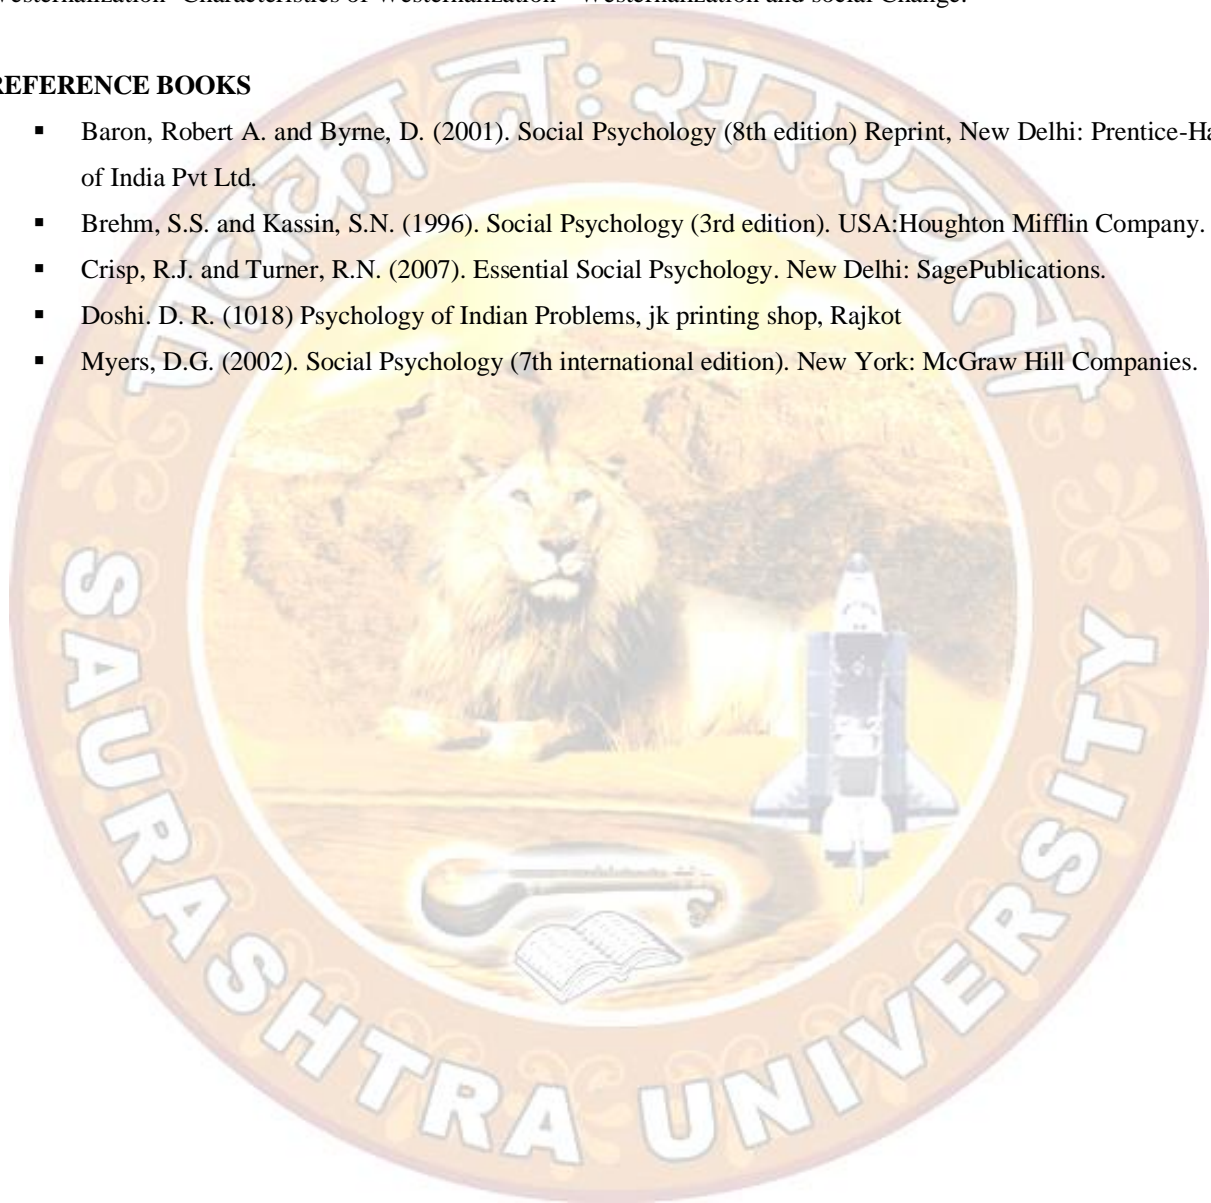 Characteristics of Westernization - Westernization and social Change.
REFERENCE BOOKS
▪ Baron, Robert A. and Byrne, D. (2001). Social Psychology (8th edition) Reprint, New Delhi: Prentice-Ha
of India Pvt Ltd.
▪ Brehm, S.S. and Kassin, S.N. (1996). Social Psychology (3rd edition). USA:Houghton Mifflin Company.
▪ Crisp, R.J. and Turner, R.N. (2007). Essential Social Psychology. New Delhi: SagePublications.
▪ Doshi. D. R. (1018) Psychology of Indian Problems, jk printing shop, Rajkot
▪ Myers, D.G. (2002). Social Psychology (7th international edition). New York: McGraw Hill Companies.
SAURASHTRA UNIVERSITY